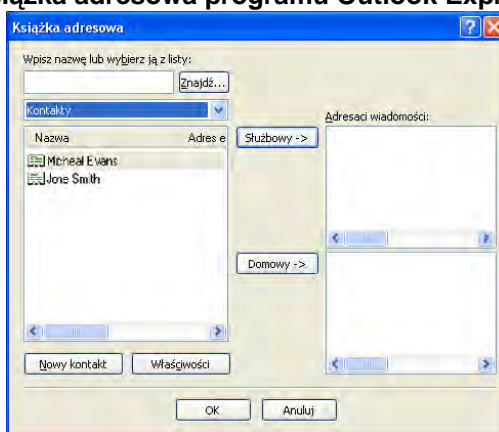 iążka adresowa programu Outlook Expr
Książka adresowa
Wpisz nazwę lub wybierz ją z listy:
Znajdź...
Kontakty
Adresaci wiadomości:
Nazwa Adres e
Służbowy ->
Micheal Evans
Jone Smith
Domowy ->
Nowy kontakt Właściwości
OK Anuluj